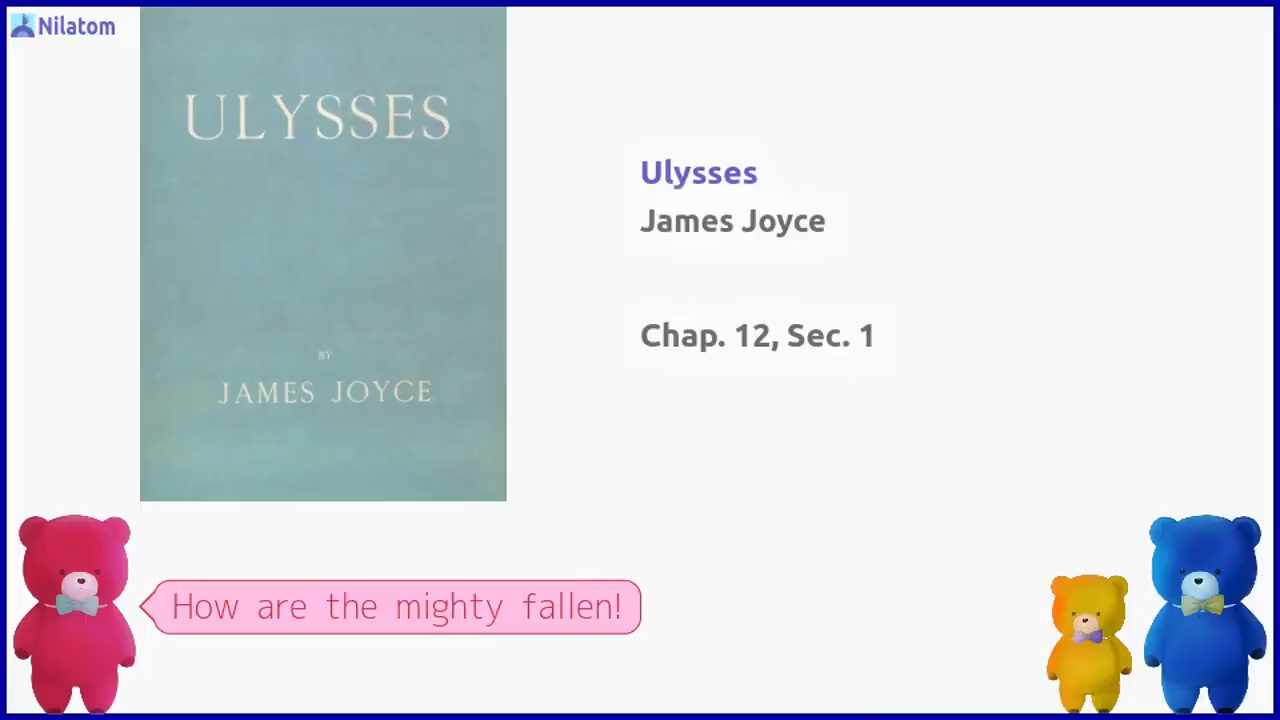 Nilatom
ULYSSES
BY
JAMES JOYCE
Ulysses
James Joyce
Chap. 12, Sec. 1
How are the mighty fallen!